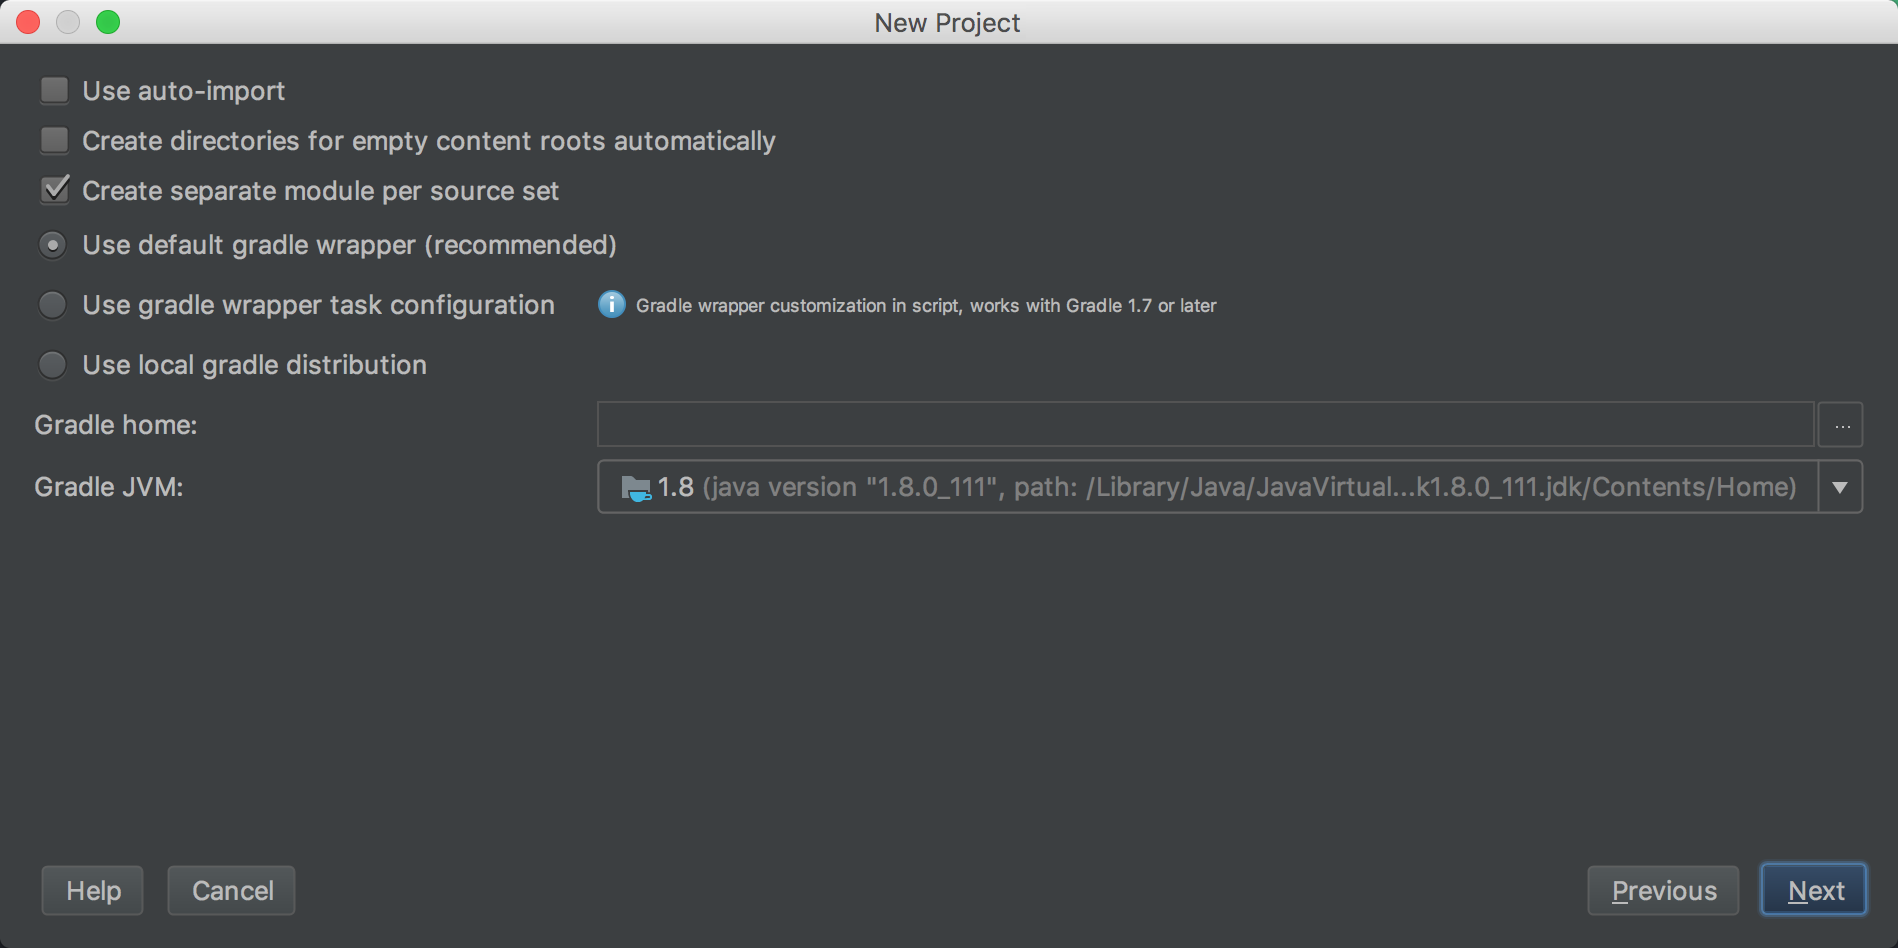 New Project
Use auto-import
Create directories for empty content roots automatically
Create separate module per source set
Use default gradle wrapper (recommended)
Use gradle wrapper task configuration
Gradle wrapper customization in script, works with Gradle 1.7 or later
Use local gradle distribution
Gradle home:
...
Gradle JVM:
1.8 (java version "1.8.0_111", path: /Library/Java/JavaVirtual...k1.8.0_111.jdk/Contents/Home)
Help
Cancel
Previous
Next